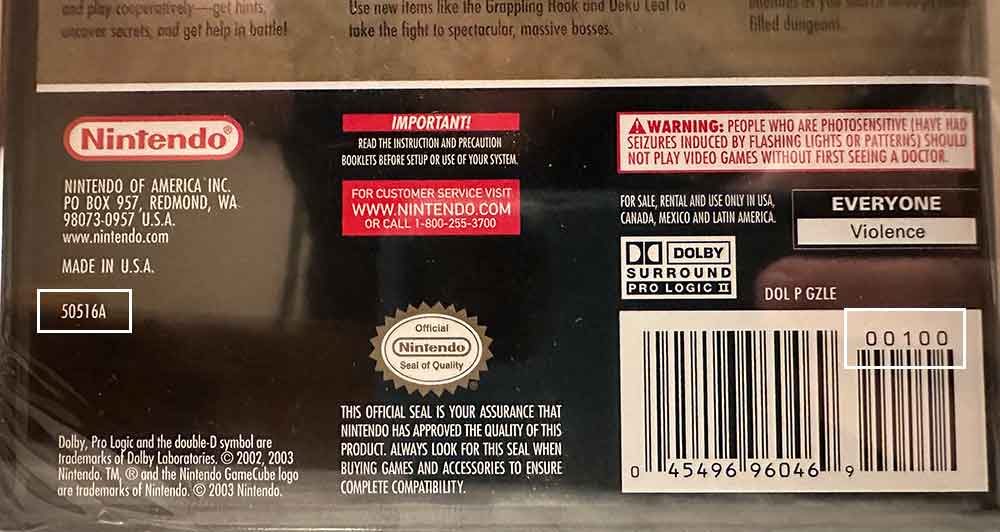 and play cooperatively—get hints,
uncover secrets, and get help in battle!
Use new items like the Grappling Hook and Deku Leaf to
take the fight to spectacular, massive bosses.
filled dungeons.
Nintendo®
NINTENDO OF AMERICA INC.
PO BOX 957, REDMOND, WA
98073-0957 U.S.A.
www.nintendo.com
MADE IN U.S.A.
50516A
Dolby, Pro Logic and the double-D symbol are
trademarks of Dolby Laboratories. © 2002, 2003
Nintendo. TM, ® and the Nintendo GameCube logo
are trademarks of Nintendo. © 2003 Nintendo.
IMPORTANT!
READ THE INSTRUCTION AND PRECAUTION
BOOKLETS BEFORE SETUP OR USE OF YOUR SYSTEM.
FOR CUSTOMER SERVICE VISIT
WWW.NINTENDO.COM
OR CALL 1-800-255-3700
Official
Nintendo
Seal of Quality
THIS OFFICIAL SEAL IS YOUR ASSURANCE THAT
NINTENDO HAS APPROVED THE QUALITY OF THIS
PRODUCT. ALWAYS LOOK FOR THIS SEAL WHEN
BUYING GAMES AND ACCESSORIES TO ENSURE
COMPLETE COMPATIBILITY.
WARNING: PEOPLE WHO ARE PHOTOSENSITIVE (HAVE HAD
SEIZURES INDUCED BY FLASHING LIGHTS OR PATTERNS) SHOULD
NOT PLAY VIDEO GAMES WITHOUT FIRST SEEING A DOCTOR.
FOR SALE, RENTAL AND USE ONLY IN USA,
CANADA, MEXICO AND LATIN AMERICA.
EVERYONE
Violence
DOLBY
SURROUND
PRO LOGIC II
DOL P GZLE
00100
0 45496 96046 9